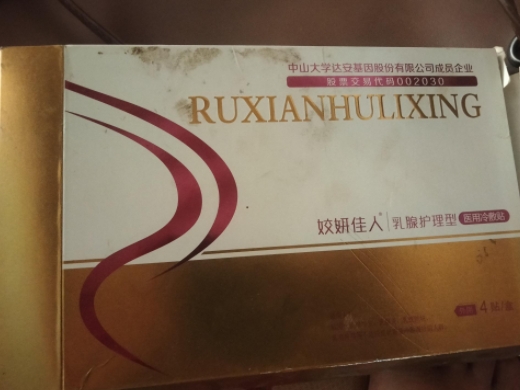 中山大学达安基因股份有限公司成员企业
股票交易代码002030
RUXIANHULIXING
姣妍佳人 乳腺护理型 医用冷敷贴
4贴/盒